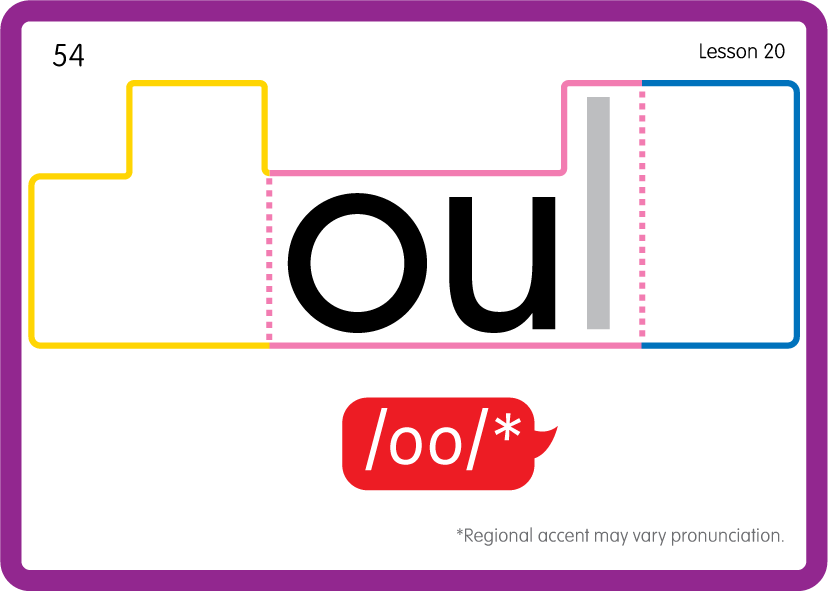 54
Lesson 20
oul
/oo/*
*Regional accent may vary pronunciation.